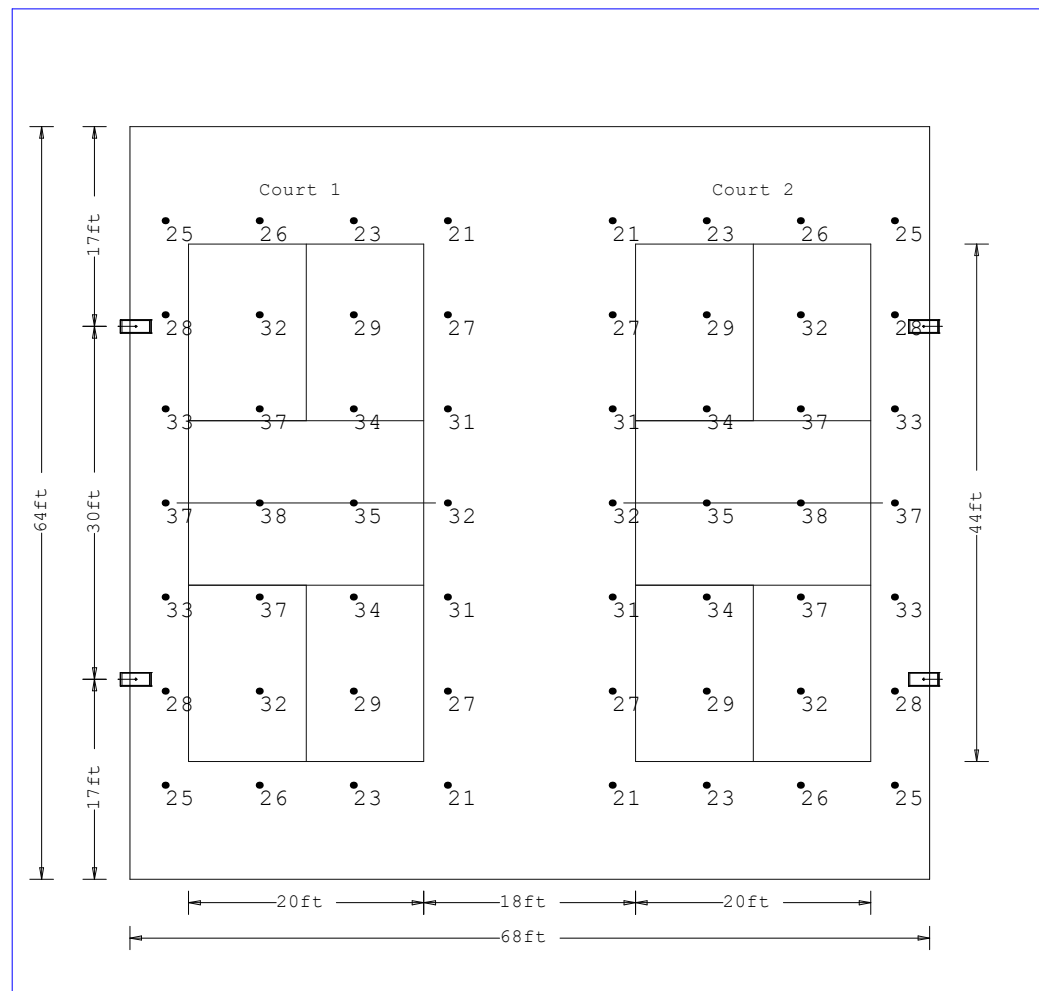 Court 1 Court 2
25 26 23 21 21 23 26 25
17ft
28 32 29 27 27 29 32 28
33 37 34 31 31 34 37 33
37 38 35 32 32 35 38 37
64ft 30ft 44ft
33 37 34 31 31 34 37 33
28 32 29 27 27 29 32 28
17ft
25 26 23 21 21 23 26 25
20ft 18ft 20ft
68ft